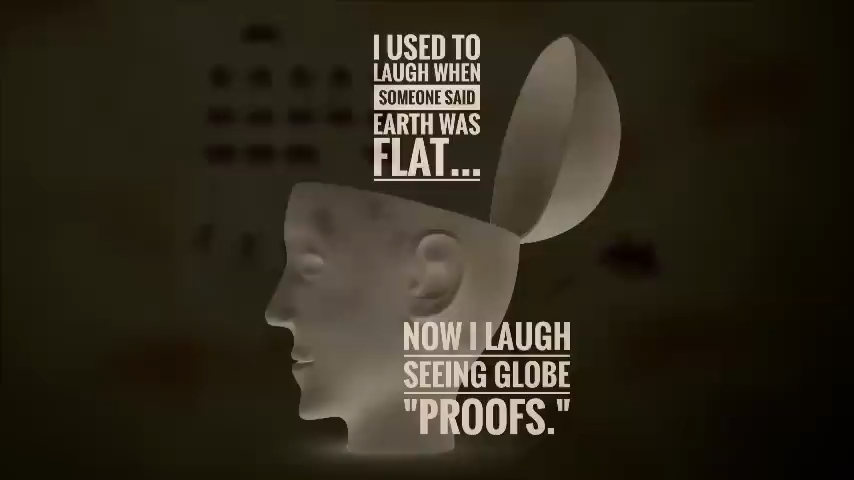 I USED TO
LAUGH WHEN
SOMEONE SAID
EARTH WAS
FLAT...
NOW I LAUGH
SEEING GLOBE
"PROOFS."